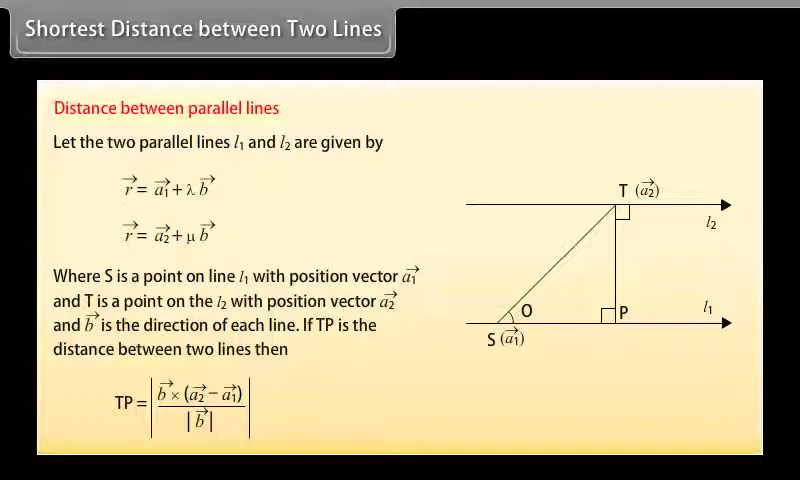 Shortest Distance between Two Lines
Distance between parallel lines
Let the two parallel lines l₁ and l₂ are given by
r⃗ = a⃗₁ + λ b⃗
r⃗ = a⃗₂ + μ b⃗
Where S is a point on line l₁ with position vector a⃗₁
and T is a point on the l₂ with position vector a⃗₂
and b⃗ is the direction of each line. If TP is the
distance between two lines then
TP = | b⃗ × (a⃗₂ − a⃗₁) / |b⃗| |
T (a⃗₂)
l₂
O
P
l₁
S (a⃗₁)